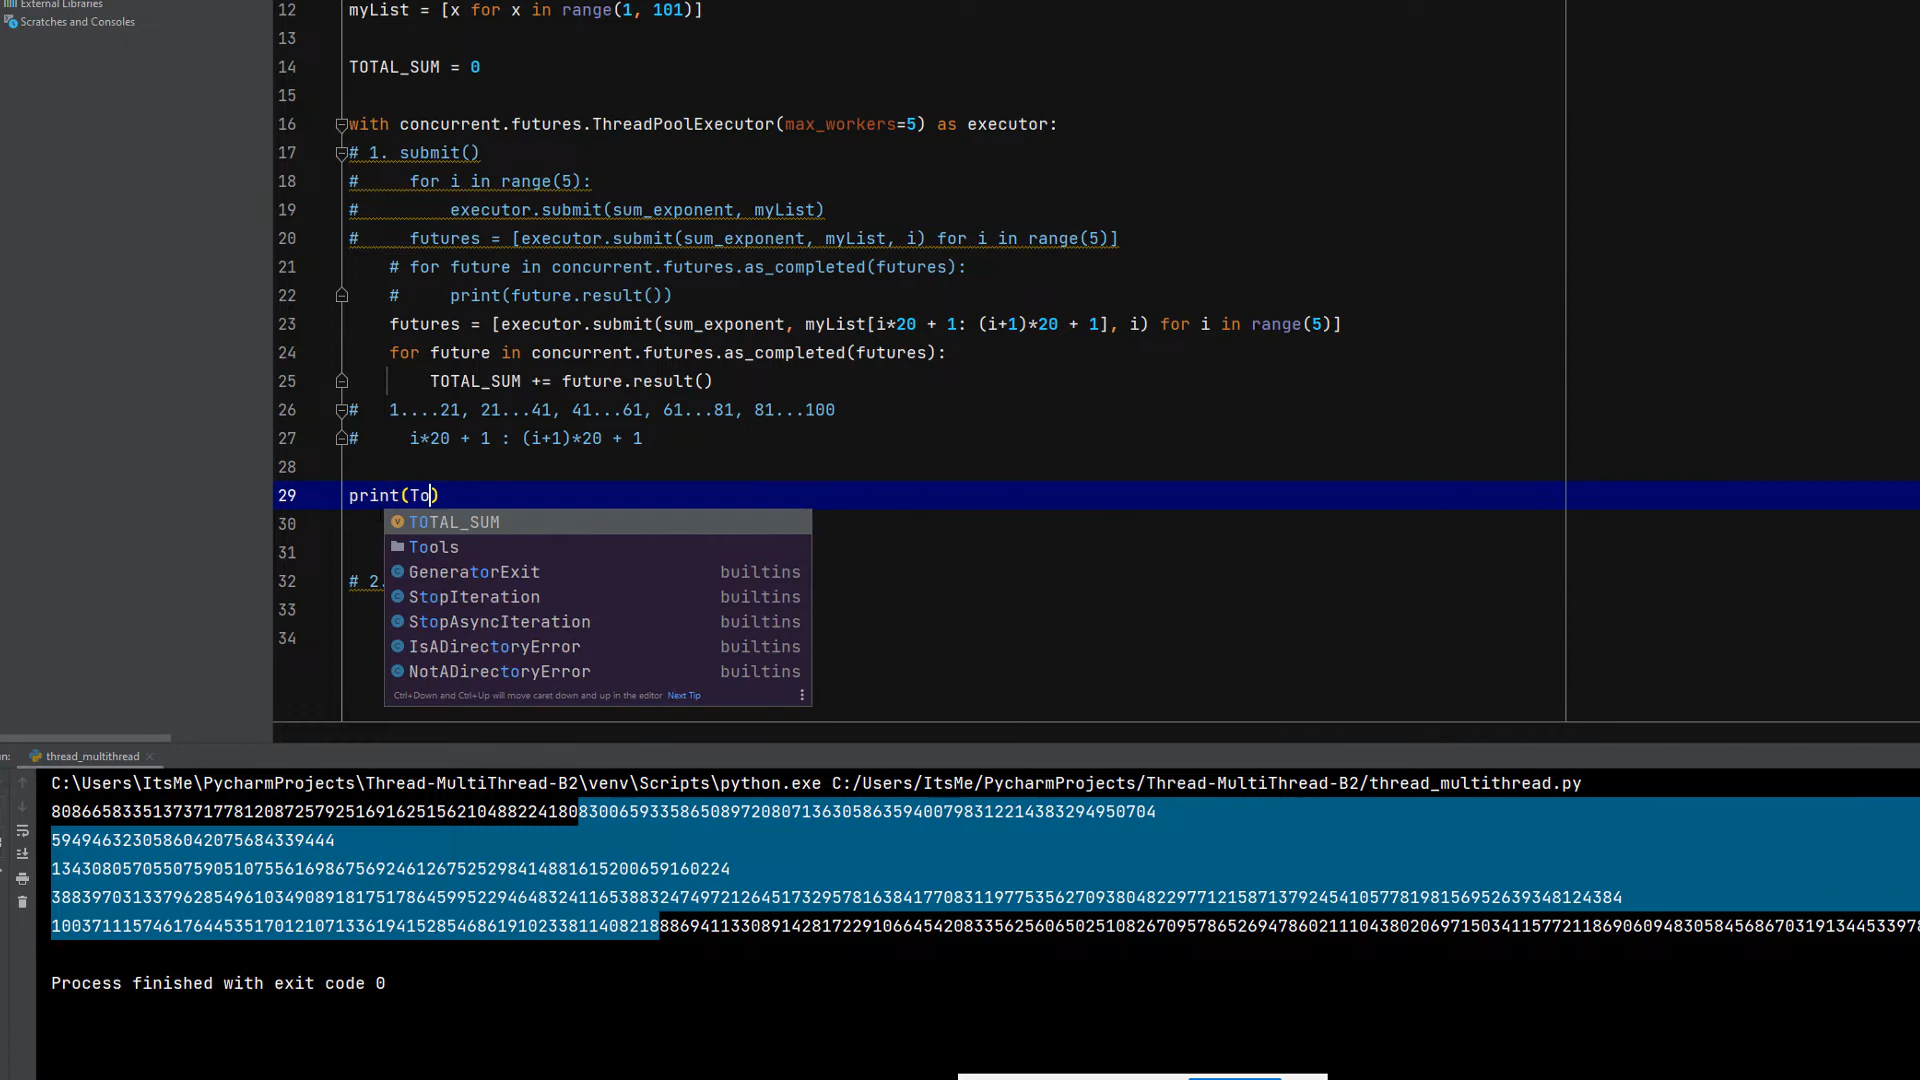 External Libraries
Scratches and Consoles
12 myList = [x for x in range(1, 101)]
13
14 TOTAL_SUM = 0
15
16 with concurrent.futures.ThreadPoolExecutor(max_workers=5) as executor:
17 # 1. submit()
18 #     for i in range(5):
19 #         executor.submit(sum_exponent, myList)
20 #     futures = [executor.submit(sum_exponent, myList, i) for i in range(5)]
21     # for future in concurrent.futures.as_completed(futures):
22     #     print(future.result())
23     futures = [executor.submit(sum_exponent, myList[i*20 + 1: (i+1)*20 + 1], i) for i in range(5)]
24     for future in concurrent.futures.as_completed(futures):
25         TOTAL_SUM += future.result()
26 #   1....21, 21...41, 41...61, 61...81, 81...100
27 #     i*20 + 1 : (i+1)*20 + 1
28
29 print(To)
30 TOTAL_SUM
Tools
31 GeneratorExit builtins
32 # 2. StopIteration builtins
33 StopAsyncIteration builtins
34 IsADirectoryError builtins
NotADirectoryError builtins
Ctrl+Down and Ctrl+Up will move caret down and up in the editor Next Tip
thread_multithread
C:\Users\ItsMe\PycharmProjects\Thread-MultiThread-B2\venv\Scripts\python.exe C:/Users/ItsMe/PycharmProjects/Thread-MultiThread-B2/thread_multithread.py
8086658335137371778120872579251691625156210488224180830065933586508972080713630586359400798312214383294950704
5949463230586042075684339444
1343080570550759051075561698675692461267525298414881615200659160224
38839703133796285496103490891817517864599522946483241165388324749721264517329578163841770831197753562709380482297712158713792454105778198156952639348124384
Process finished with exit code 0